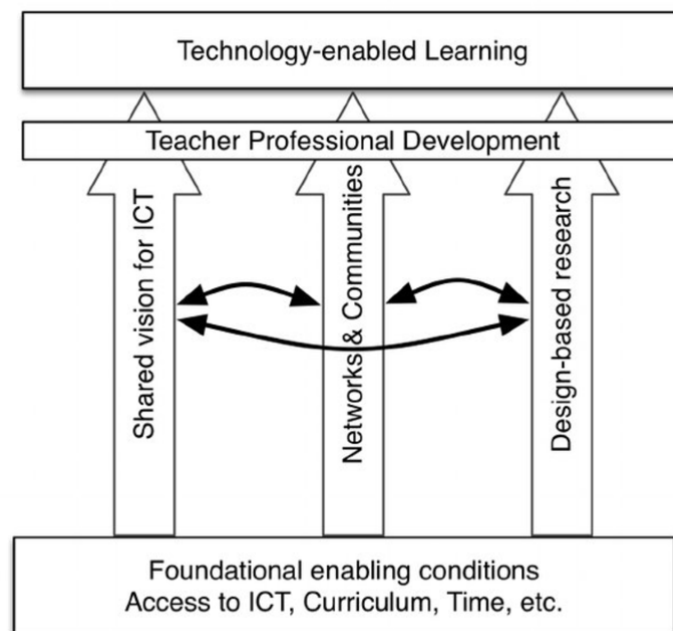 Technology-enabled Learning
Teacher Professional Development
Shared vision for ICT
Networks & Communities
Design-based research
Foundational enabling conditions
Access to ICT, Curriculum, Time, etc.